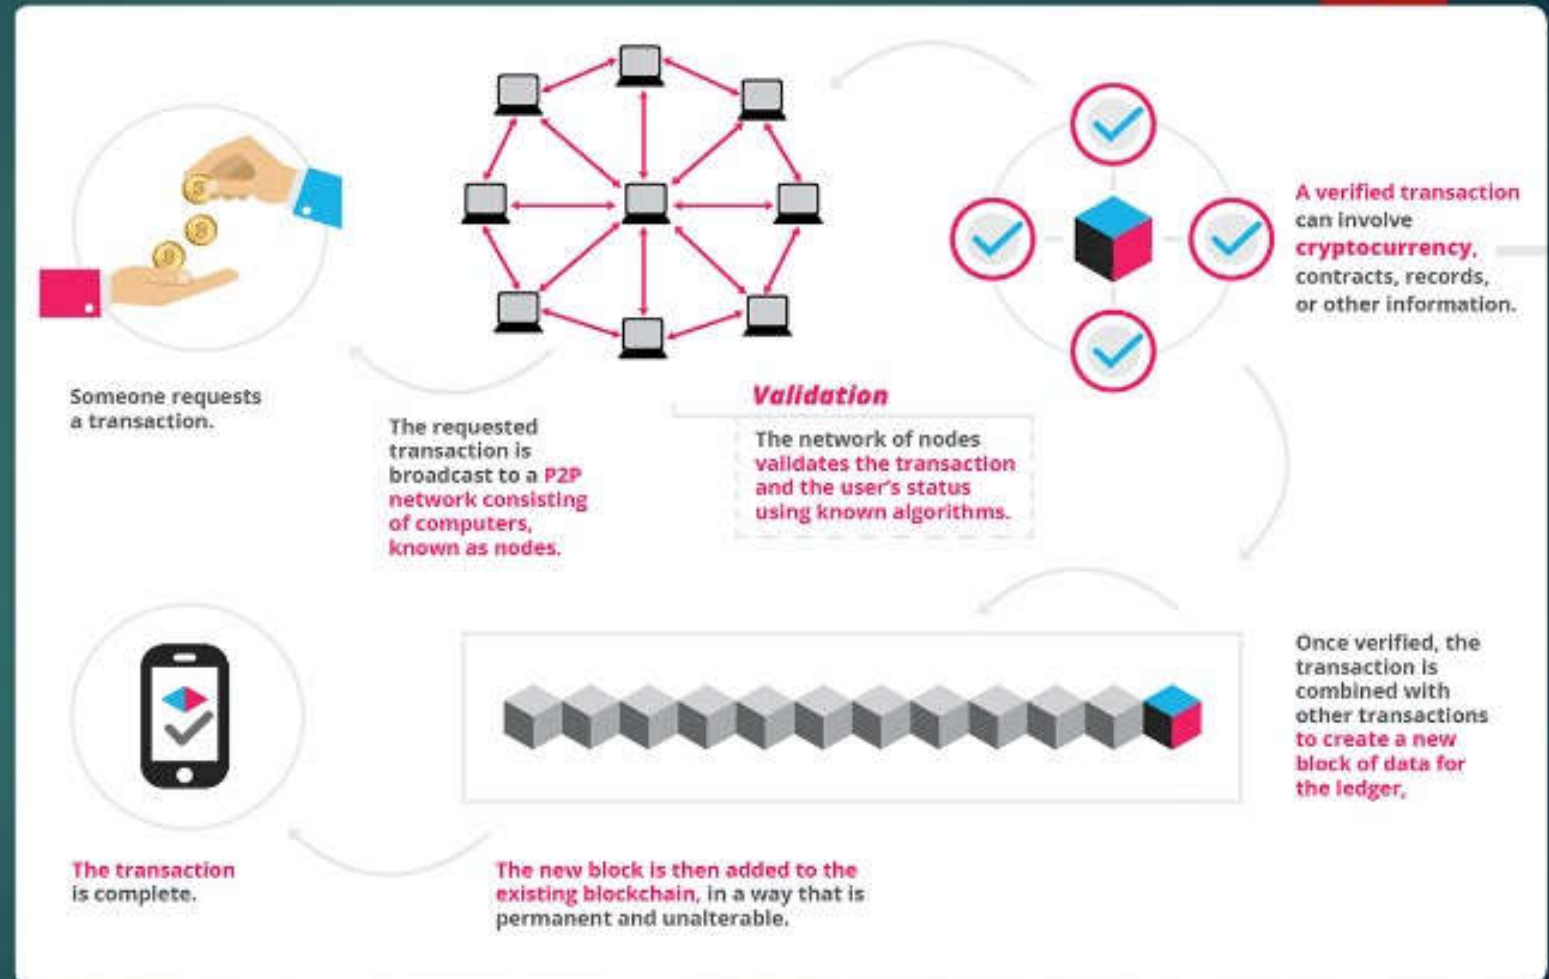 Someone requests
a transaction.
The requested
transaction is
broadcast to a P2P
network consisting
of computers,
known as nodes.
Validation
The network of nodes
validates the transaction
and the user's status
using known algorithms.
A verified transaction
can involve
cryptocurrency,
contracts, records,
or other information.
Once verified, the
transaction is
combined with
other transactions
to create a new
block of data for
the ledger,
The new block is then added to the
existing blockchain, in a way that is
permanent and unalterable.
The transaction
is complete.